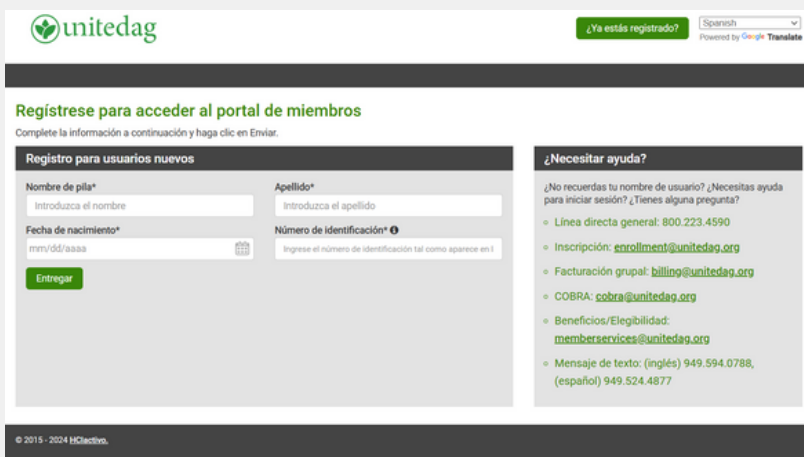 unitedag
¿Ya estás registrado?
Spanish
Powered by Google Translate
Regístrese para acceder al portal de miembros
Complete la información a continuación y haga clic en Enviar.
Registro para usuarios nuevos
Nombre de pila*
Apellido*
Introduzca el nombre
Introduzca el apellido
Fecha de nacimiento*
Número de identificación*
mm/dd/aaaa
Ingrese el número de identificación tal como aparece en l
Entregar
¿Necesitar ayuda?
¿No recuerdas tu nombre de usuario? ¿Necesitas ayuda
para iniciar sesión? ¿Tienes alguna pregunta?
Línea directa general: 800.223.4590
Inscripción: enrollment@unitedag.org
Facturación grupal: billing@unitedag.org
COBRA: cobra@unitedag.org
Beneficios/Elegibilidad:
memberservices@unitedag.org
Mensaje de texto: (inglés) 949.594.0788,
(español) 949.524.4877
© 2015 - 2024 HCIactivo.